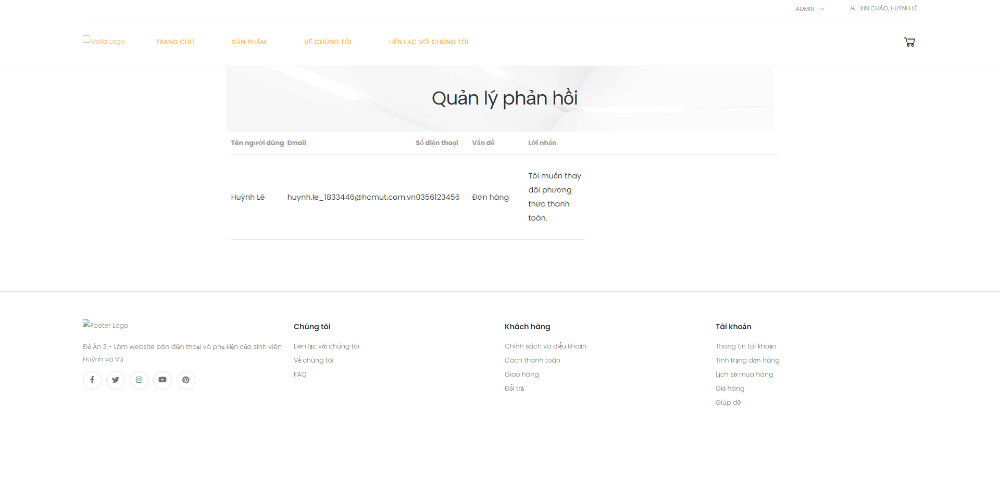 ADMIN
XIN CHÀO, HUỲNH LÊ
Molla Logo
TRANG CHỦ
SẢN PHẨM
VỀ CHÚNG TÔI
LIÊN LẠC VỚI CHÚNG TÔI
Quản lý phản hồi
Tên người dùng Email Số điện thoại Vấn đề Lời nhắn
Huỳnh Lê huynh.le_1833446@hcmut.com.vn0356123456 Đơn hàng
Tôi muốn thay
đôi phương
thức thanh
toán.
Footer Logo
Đồ Án 3 - Làm website bán điện thoại và phụ kiện của sinh viên
Huỳnh và Vũ
Chúng tôi
Liên lạc với chúng tôi
Về chúng tôi
FAQ
Khách hàng
Chính sách và điều khoản
Cách thanh toán
Giao hàng
Đổi trả
Tài khoản
Thông tin tài khoản
Tình trạng đơn hàng
Lịch sử mua hàng
Giỏ hàng
Giúp đỡ